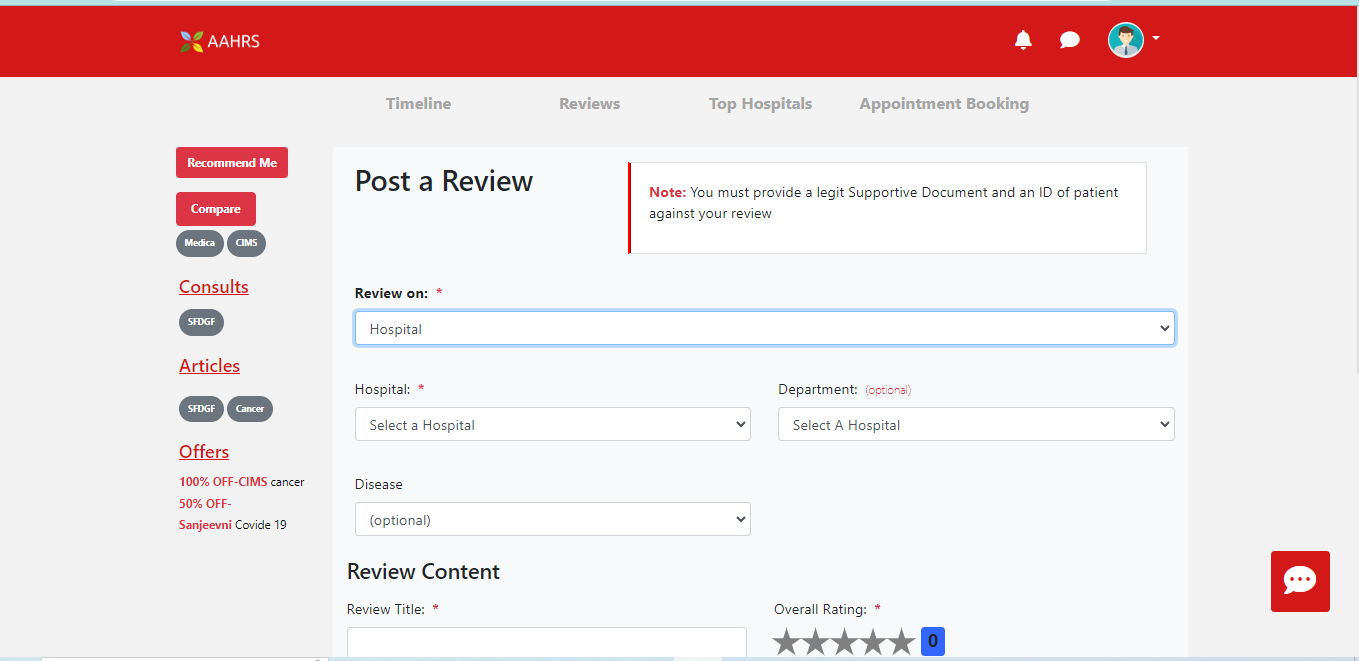 AAHRS
Timeline
Reviews
Top Hospitals
Appointment Booking
Recommend Me
Compare
Medica
CIMS
Consults
SFDGF
Articles
SFDGF
Cancer
Offers
100% OFF-CIMS cancer
50% OFF-
Sanjeevni Covide 19
Post a Review
Note: You must provide a legit Supportive Document and an ID of patient
against your review
Review on: *
Hospital
Hospital: *
Select a Hospital
Department: (optional)
Select A Hospital
Disease
(optional)
Review Content
Review Title: *
Overall Rating: *
0